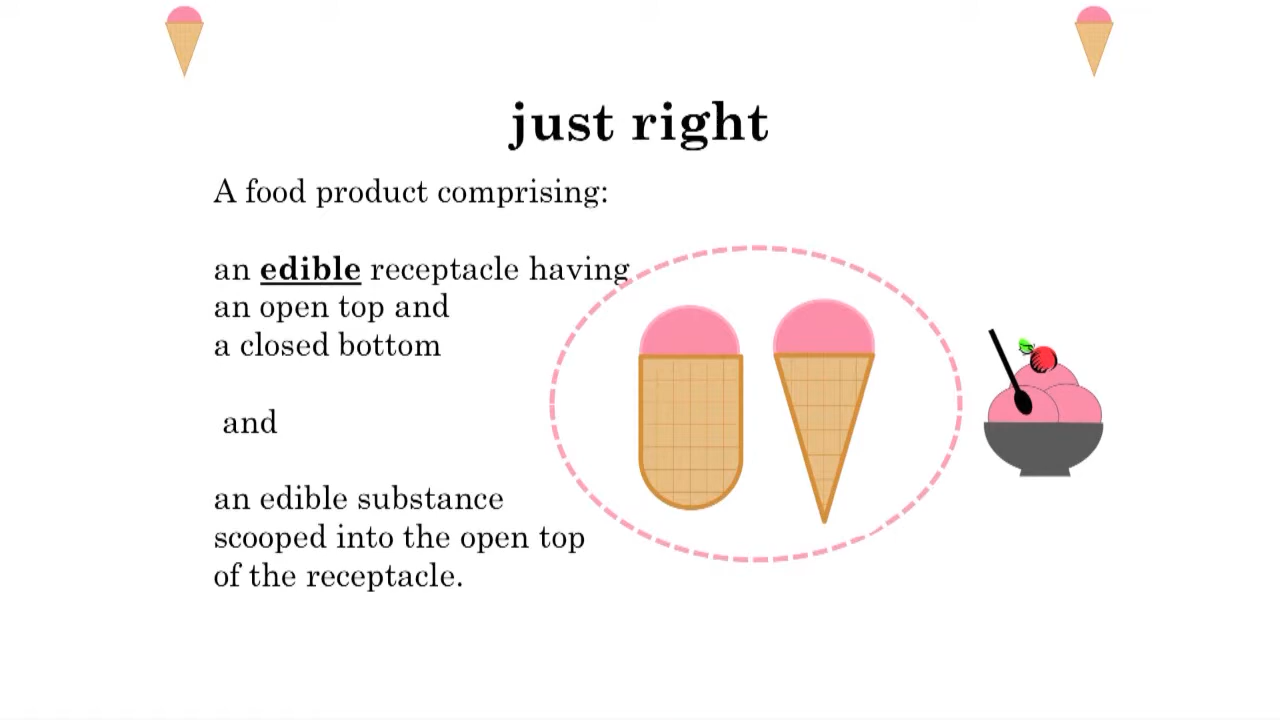 just right
A food product comprising:
an edible receptacle having
an open top and
a closed bottom
and
an edible substance
scooped into the open top
of the receptacle.